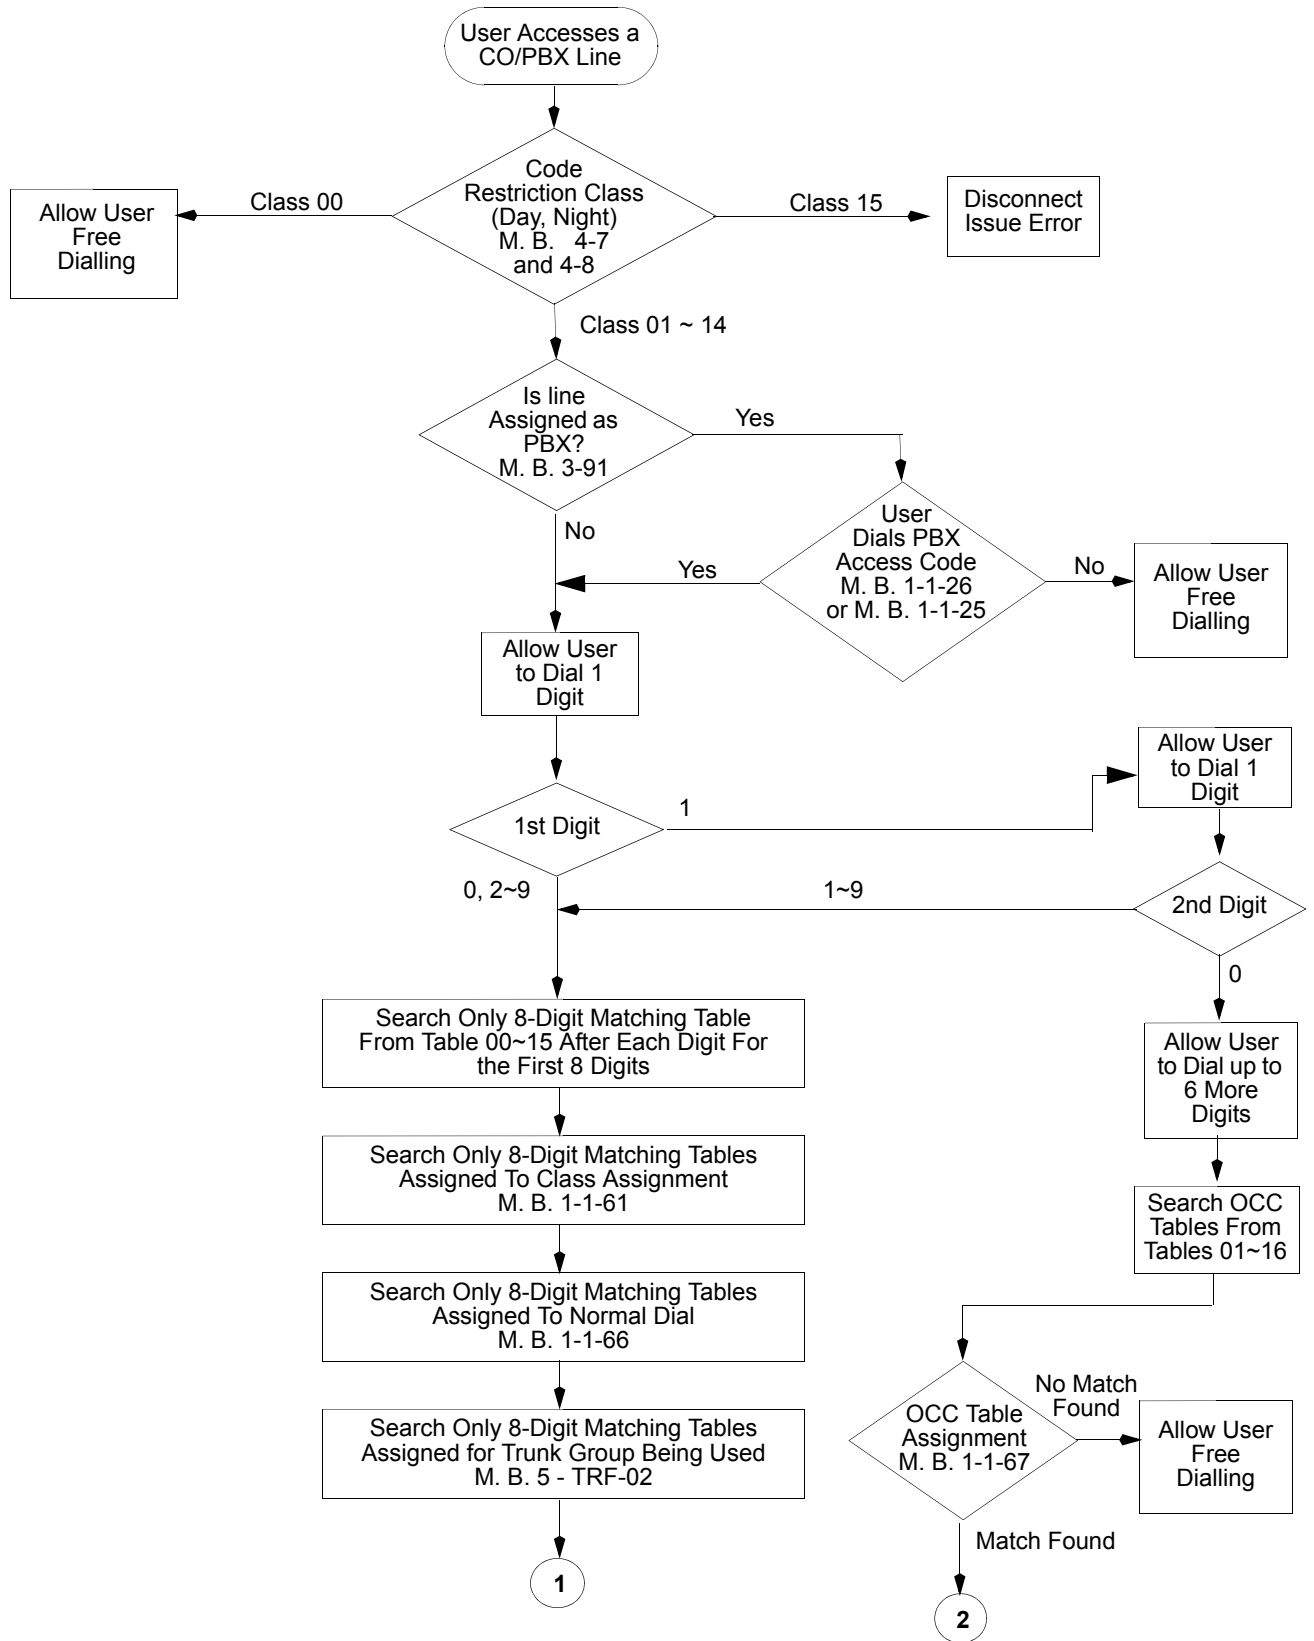 User Accesses a
CO/PBX Line
Code
Restriction Class
(Day, Night)
M. B. 4-7
and 4-8
Class 00
Allow User
Free
Dialling
Class 15
Disconnect
Issue Error
Class 01 ~ 14
Is line
Assigned as
PBX?
M. B. 3-91
Yes
No
User
Dials PBX
Access Code
M. B. 1-1-26
or M. B. 1-1-25
Yes
No
Allow User
Free
Dialling
Allow User
to Dial 1
Digit
1st Digit
1
Allow User
to Dial 1
Digit
0, 2~9
1~9
2nd Digit
0
Search Only 8-Digit Matching Table
From Table 00~15 After Each Digit For
the First 8 Digits
Allow User
to Dial up to
6 More
Digits
Search Only 8-Digit Matching Tables
Assigned To Class Assignment
M. B. 1-1-61
Search OCC
Tables From
Tables 01~16
Search Only 8-Digit Matching Tables
Assigned To Normal Dial
M. B. 1-1-66
Search Only 8-Digit Matching Tables
Assigned for Trunk Group Being Used
M. B. 5 - TRF-02
OCC Table
Assignment
M. B. 1-1-67
No Match
Found
Allow User
Free
Dialling
Match Found
1
2